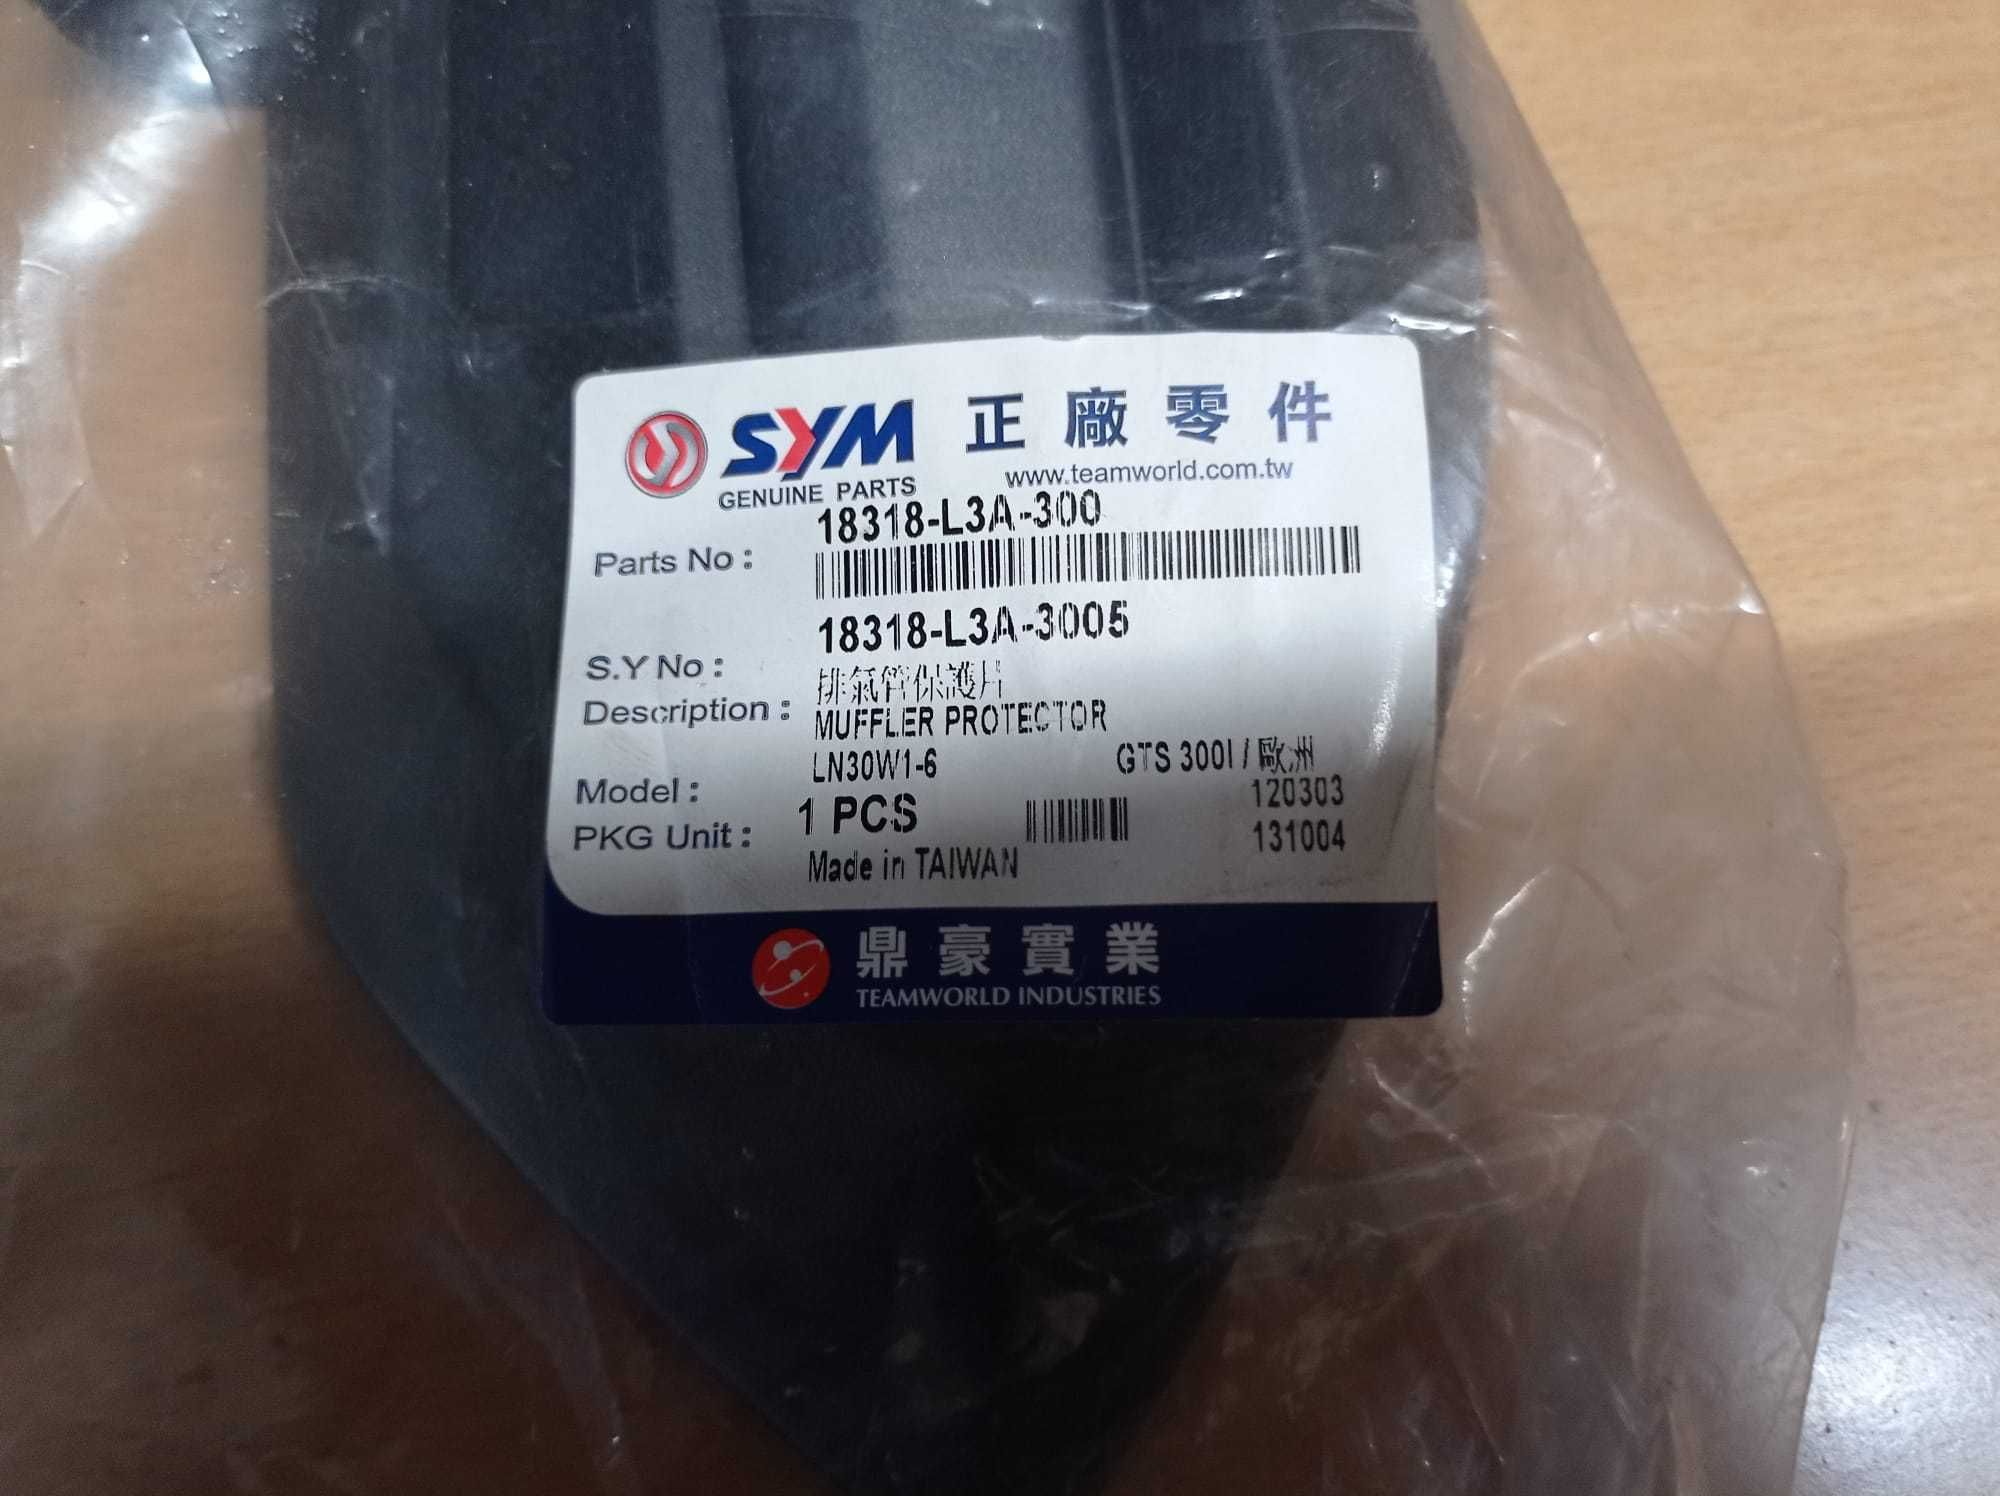 SYM 正廠零件
GENUINE PARTS www.teamworld.com.tw
18318-L3A-300
Parts No :
18318-L3A-3005
S.Y No :
排氣管保護片
Description : MUFFLER PROTECTOR
LN30W1-6 GTS 300I / 歐洲
Model : 120303
PKG Unit : 1 PCS 131004
Made in TAIWAN
鼎豪實業
TEAMWORLD INDUSTRIES